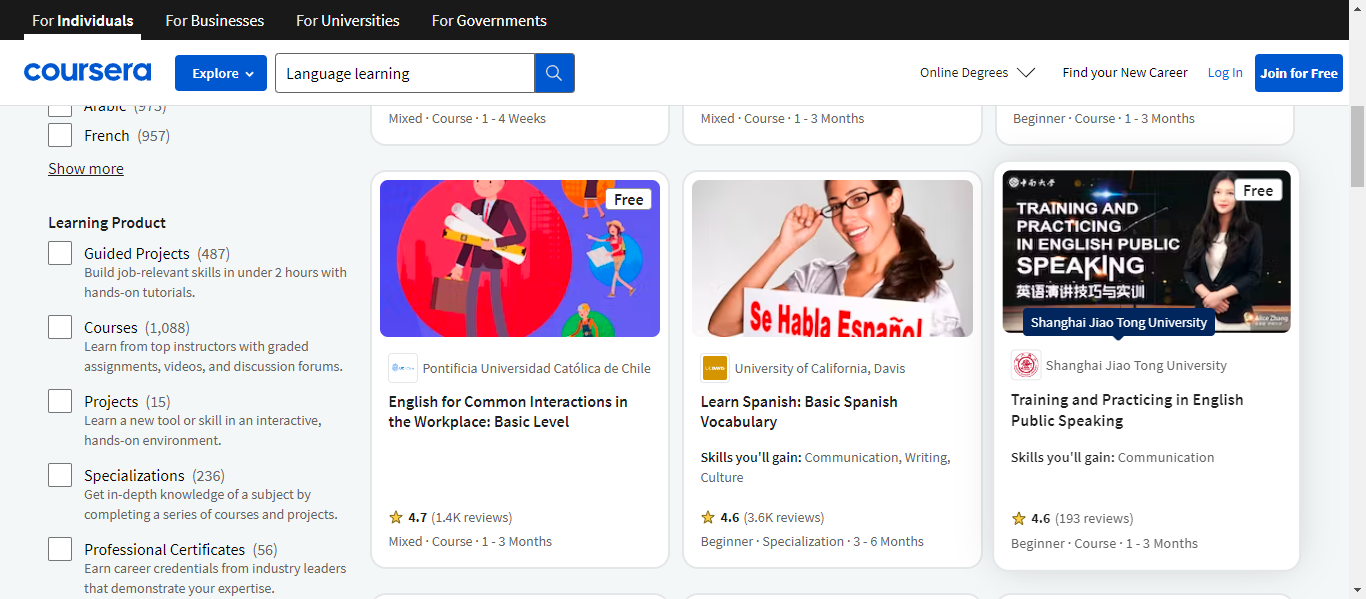 For Individuals
For Businesses
For Universities
For Governments
coursera
Explore
Language learning
Online Degrees
Find your New Career
Log In
Join for Free
Arabic (975)
French (957)
Show more
Learning Product
Guided Projects (487)
Build job-relevant skills in under 2 hours with
hands-on tutorials.
Courses (1,088)
Learn from top instructors with graded
assignments, videos, and discussion forums.
Projects (15)
Learn a new tool or skill in an interactive,
hands-on environment.
Specializations (236)
Get in-depth knowledge of a subject by
completing a series of courses and projects.
Professional Certificates (56)
Earn career credentials from industry leaders
that demonstrate your expertise.
Mixed · Course · 1 - 4 Weeks
Mixed · Course · 1 - 3 Months
Beginner · Course · 1 - 3 Months
Free
Pontificia Universidad Católica de Chile
English for Common Interactions in
the Workplace: Basic Level
4.7 (1.4K reviews)
Mixed · Course · 1 - 3 Months
Se Habla Español
UC DAVIS
University of California, Davis
Learn Spanish: Basic Spanish
Vocabulary
Skills you'll gain: Communication, Writing,
Culture
4.6 (3.6K reviews)
Beginner · Specialization · 3 - 6 Months
中南大学
Free
TRAINING AND
PRACTICING
IN ENGLISH PUBLIC
SPEAKING
英语演讲技巧与实训
Alice Zhang
Shanghai Jiao Tong University
Shanghai Jiao Tong University
Training and Practicing in English
Public Speaking
Skills you'll gain: Communication
4.6 (193 reviews)
Beginner · Course · 1 - 3 Months